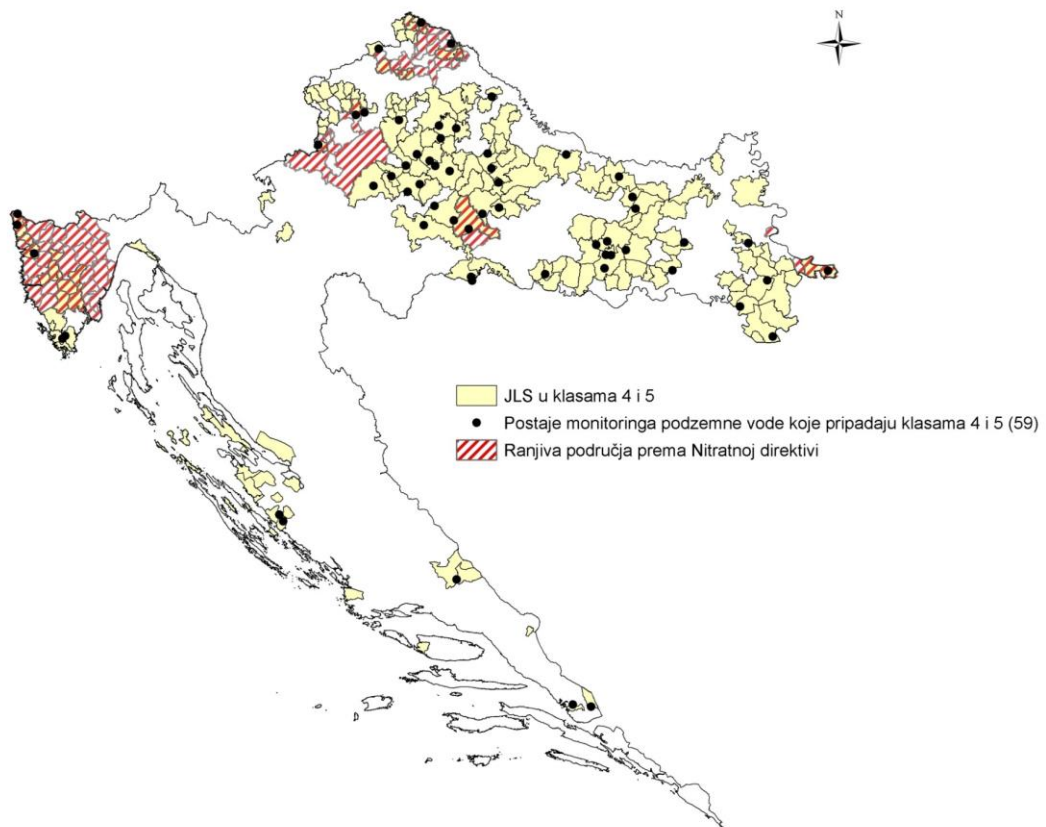 N
JLS u klasama 4 i 5
Postaje monitoringa podzemne vode koje pripadaju klasama 4 i 5 (59)
Ranjiva područja prema Nitratnoj direktivi